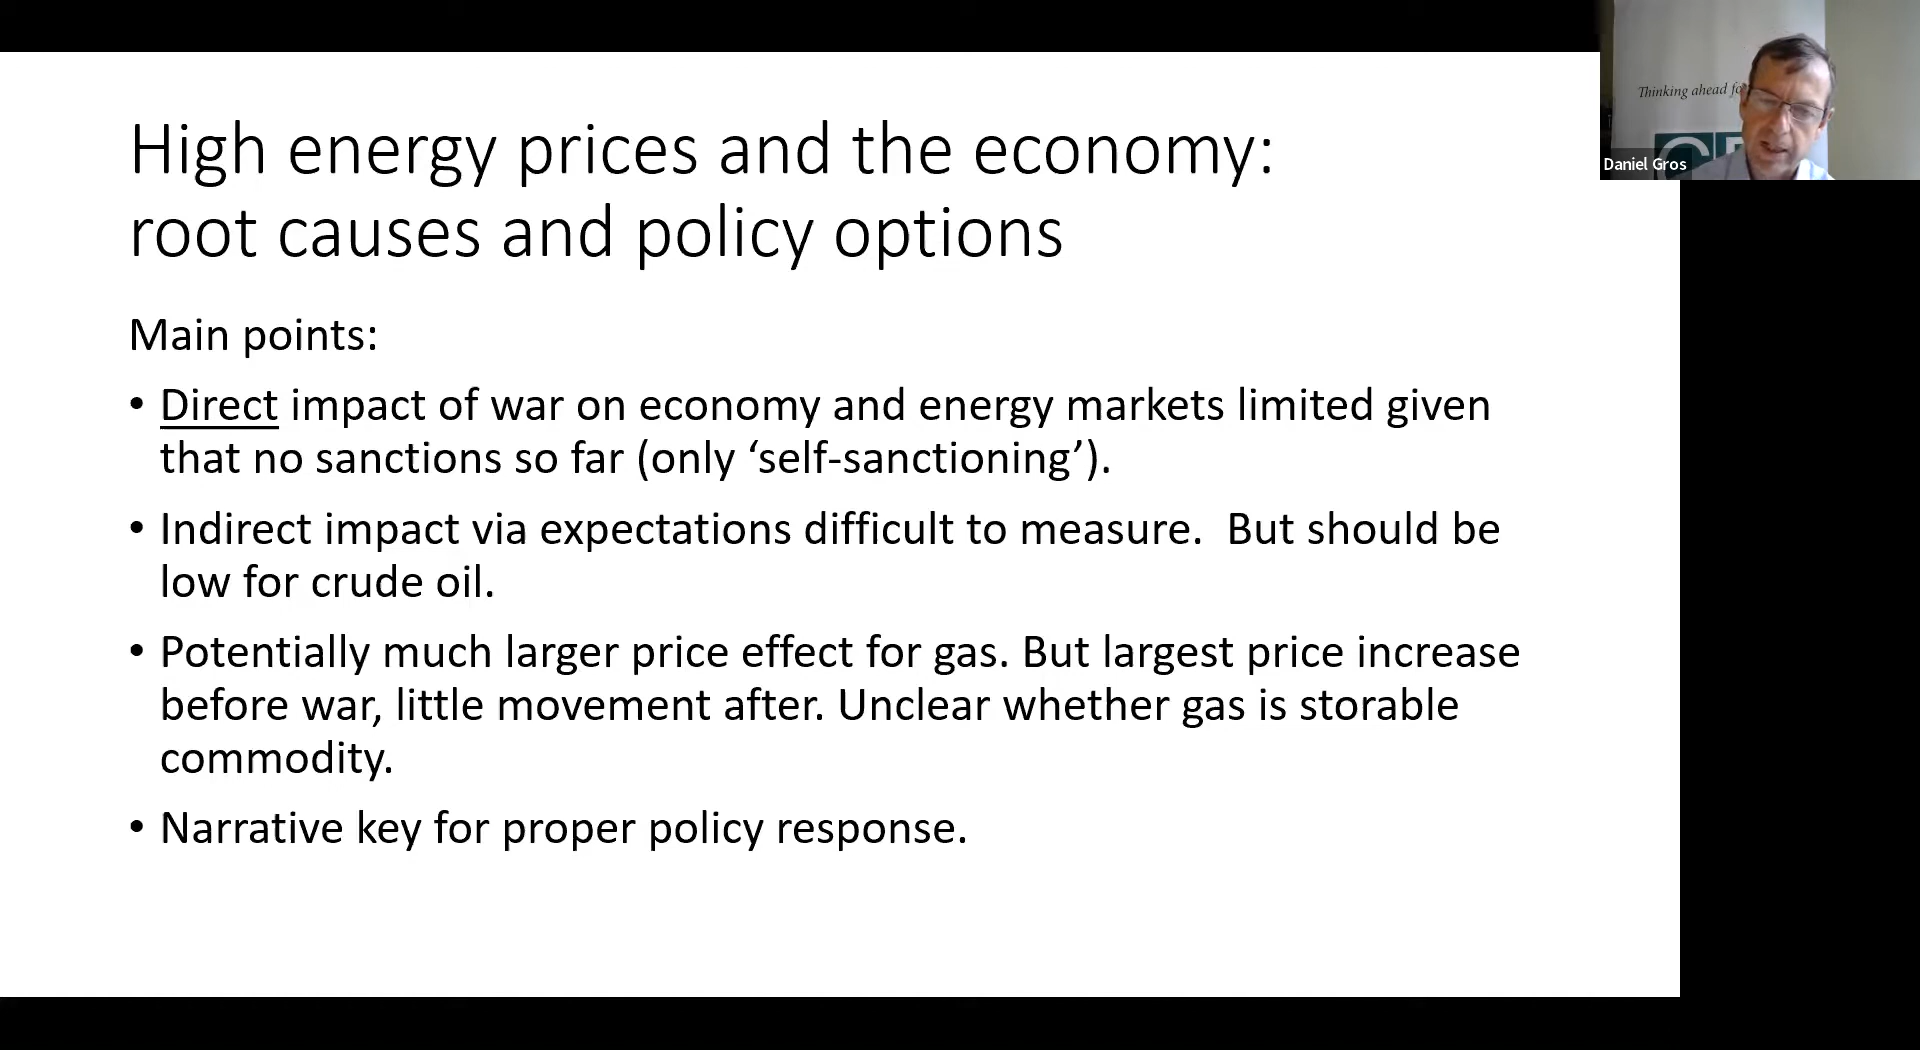 High energy prices and the economy:
root causes and policy options
Main points:
• Direct impact of war on economy and energy markets limited given
that no sanctions so far (only ‘self-sanctioning’).
• Indirect impact via expectations difficult to measure.  But should be
low for crude oil.
• Potentially much larger price effect for gas. But largest price increase
before war, little movement after. Unclear whether gas is storable
commodity.
• Narrative key for proper policy response.
Thinking ahead fo
Daniel Gros